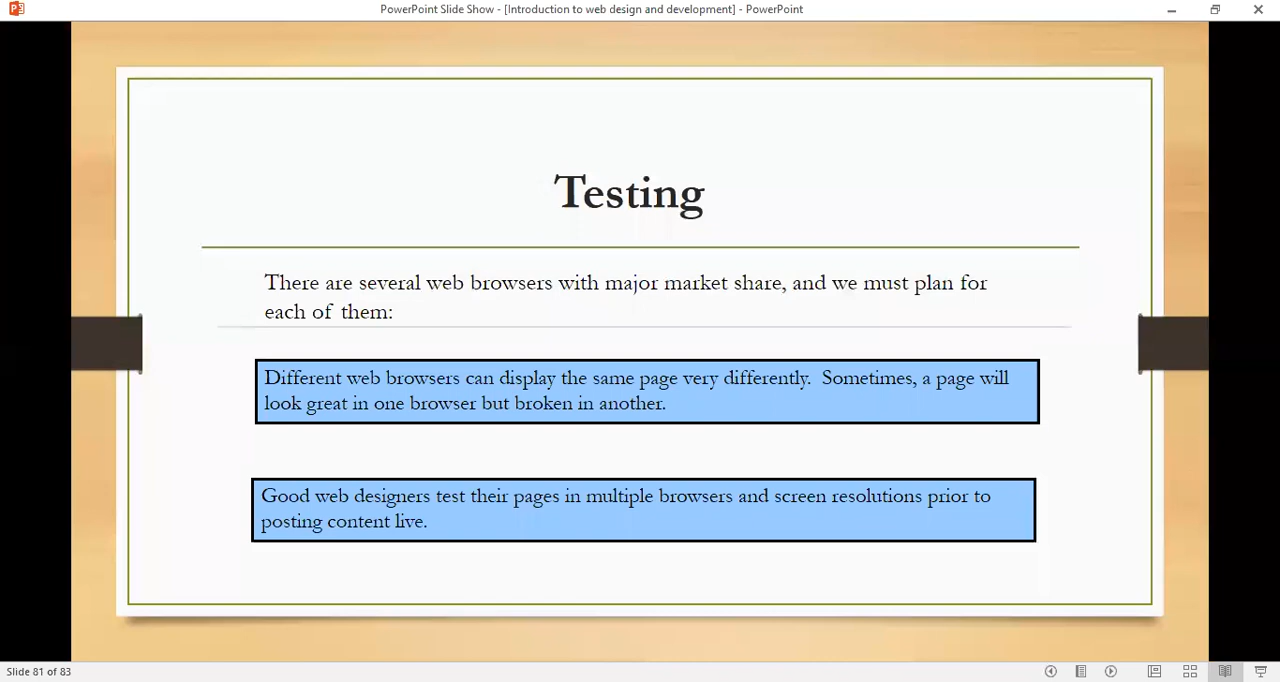 PowerPoint Slide Show - [Introduction to web design and development] - PowerPoint
Testing
There are several web browsers with major market share, and we must plan for
each of them:
Different web browsers can display the same page very differently.  Sometimes, a page will
look great in one browser but broken in another.
Good web designers test their pages in multiple browsers and screen resolutions prior to
posting content live.
Slide 81 of 83